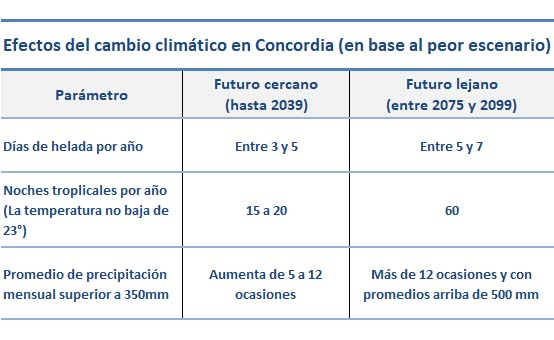 Efectos del cambio climático en Concordia (en base al peor escenario)
Parámetro
Futuro cercano
(hasta 2039)
Futuro lejano
(entre 2075 y 2099)
Días de helada por año
Entre 3 y 5
Entre 5 y 7
Noches troplicales por año
(La temperatura no baja de
23°)
15 a 20
60
Promedio de precipitación
mensual superior a 350mm
Aumenta de 5 a 12
ocasiones
Más de 12 ocasiones y con
promedios arriba de 500 mm